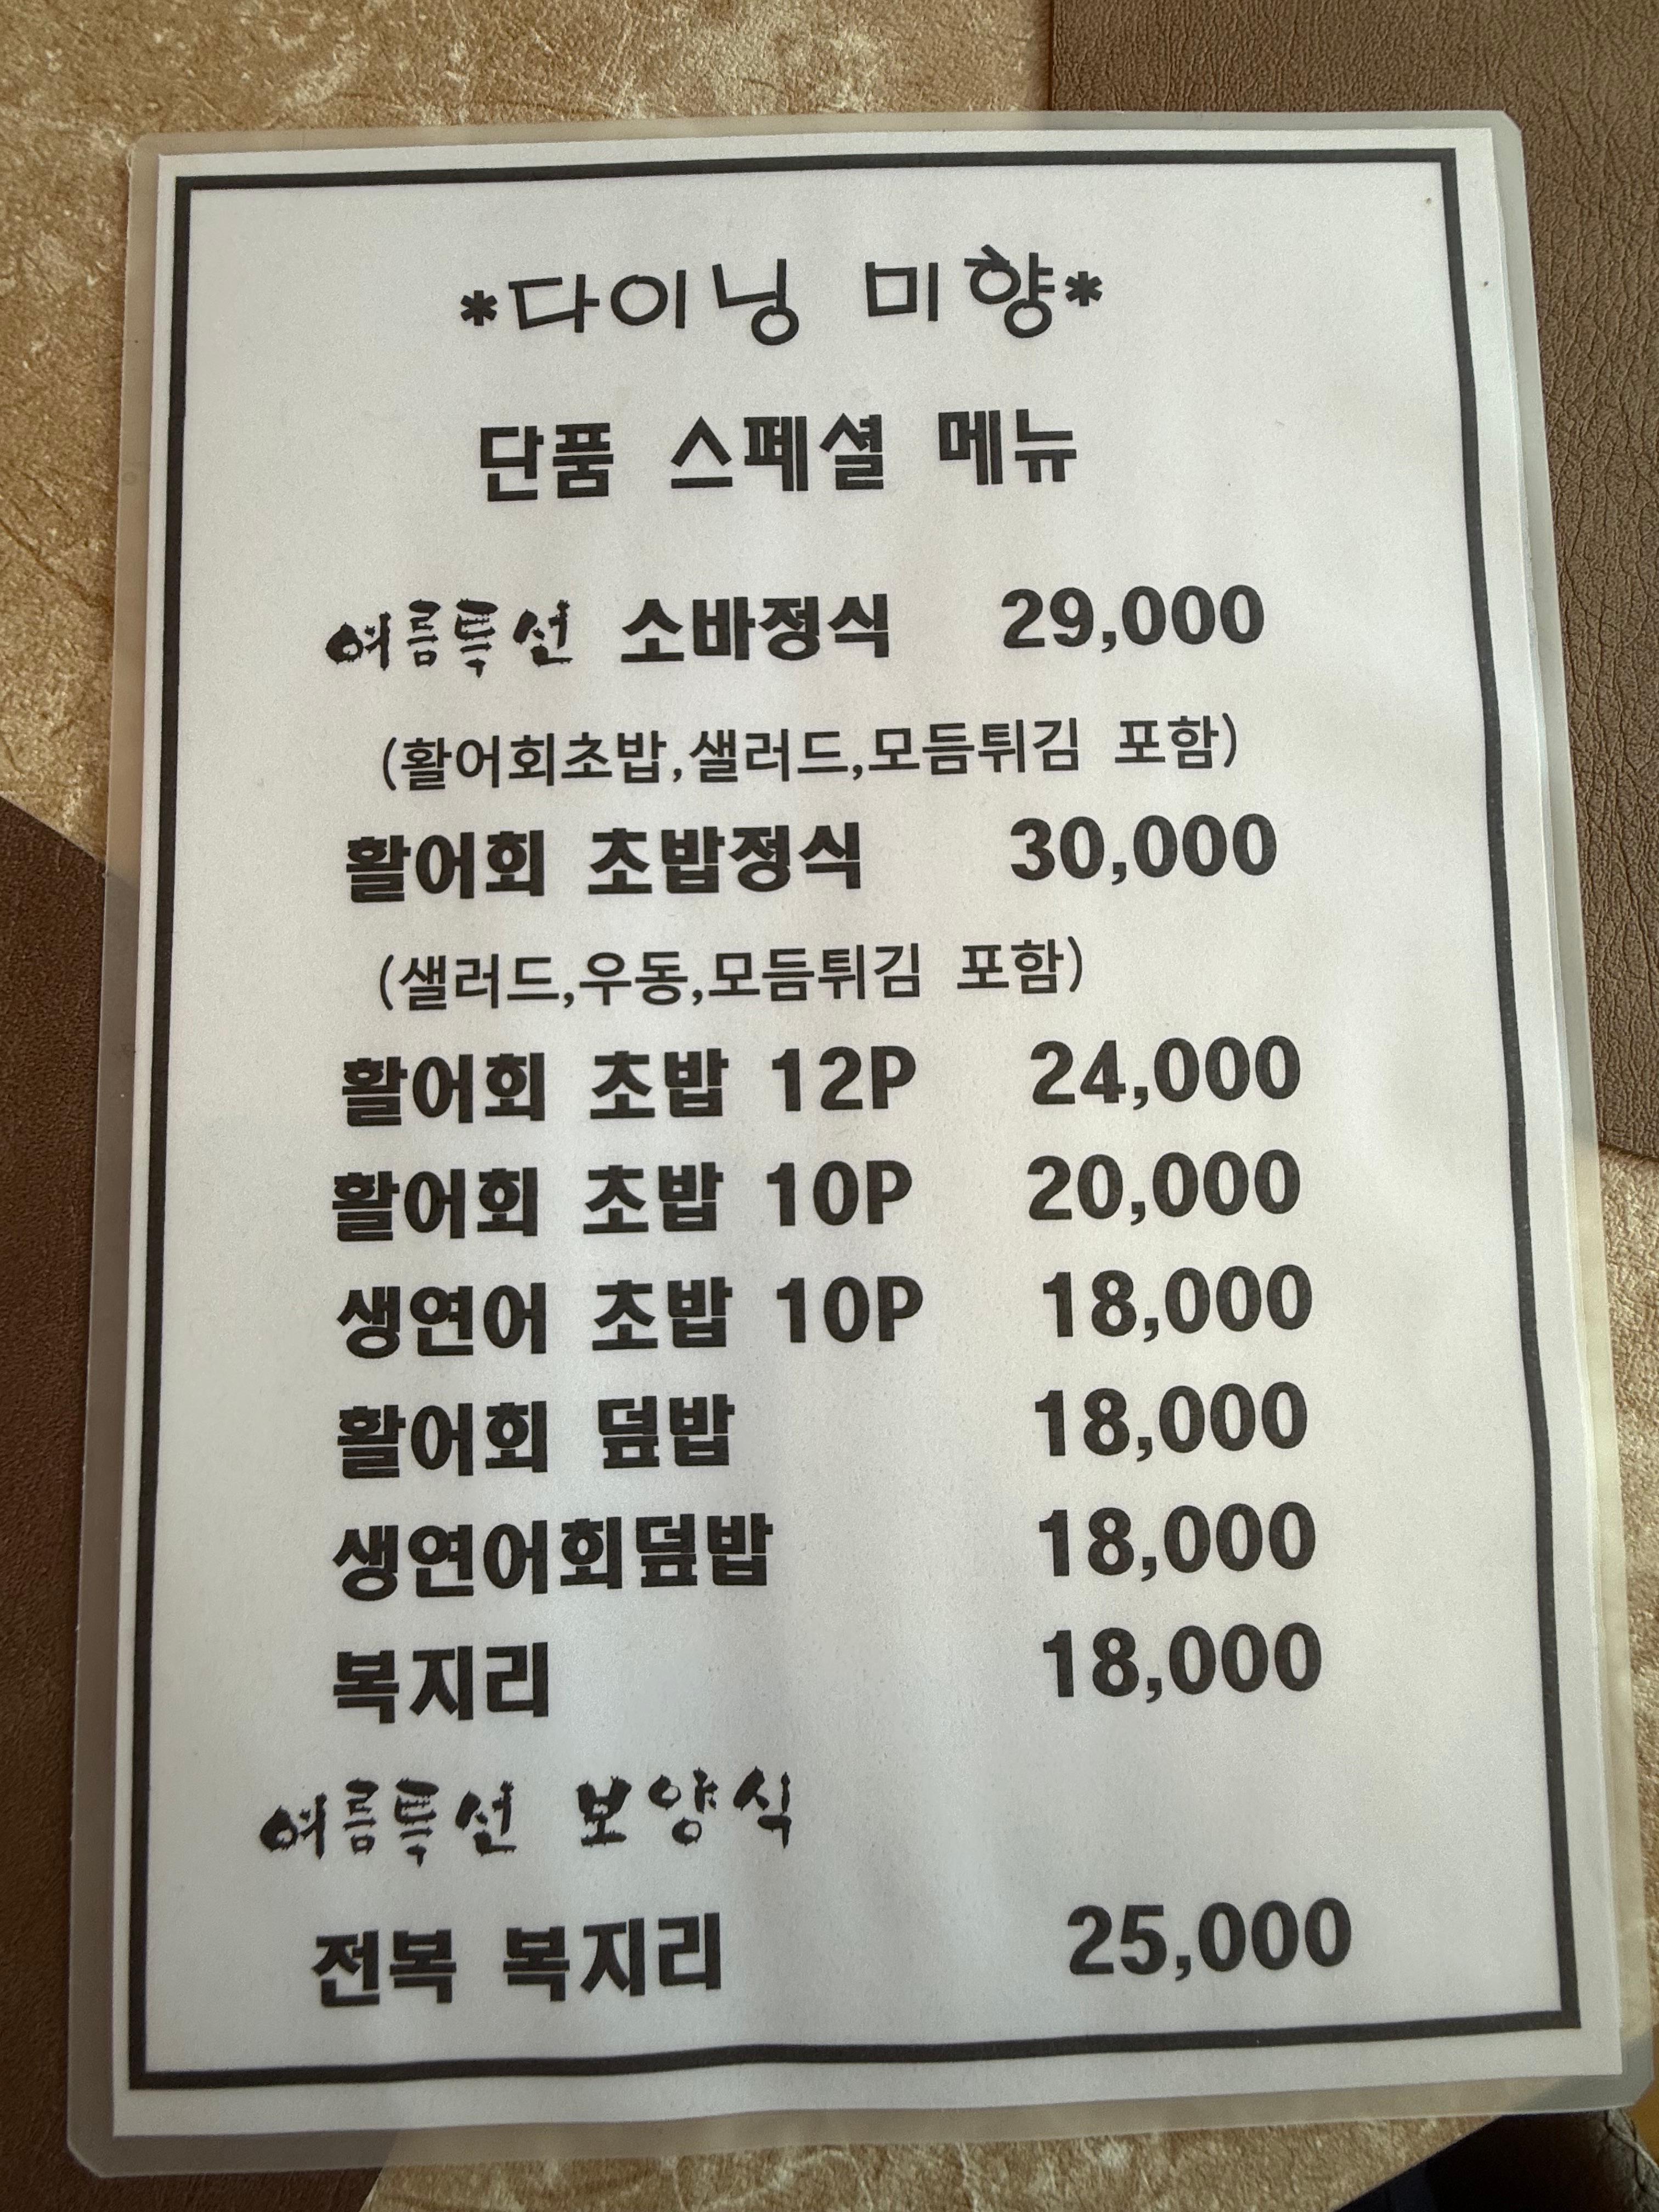 *다이닝 미향*
단품 스페셜 메뉴
여름특선 소바정식 29,000
(활어회초밥,샐러드,모듬튀김 포함)
활어회 초밥정식 30,000
(샐러드,우동,모듬튀김 포함)
활어회 초밥 12P 24,000
활어회 초밥 10P 20,000
생연어 초밥 10P 18,000
활어회 덮밥 18,000
생연어회덮밥 18,000
복지리 18,000
여름특선 보양식
전복 복지리 25,000